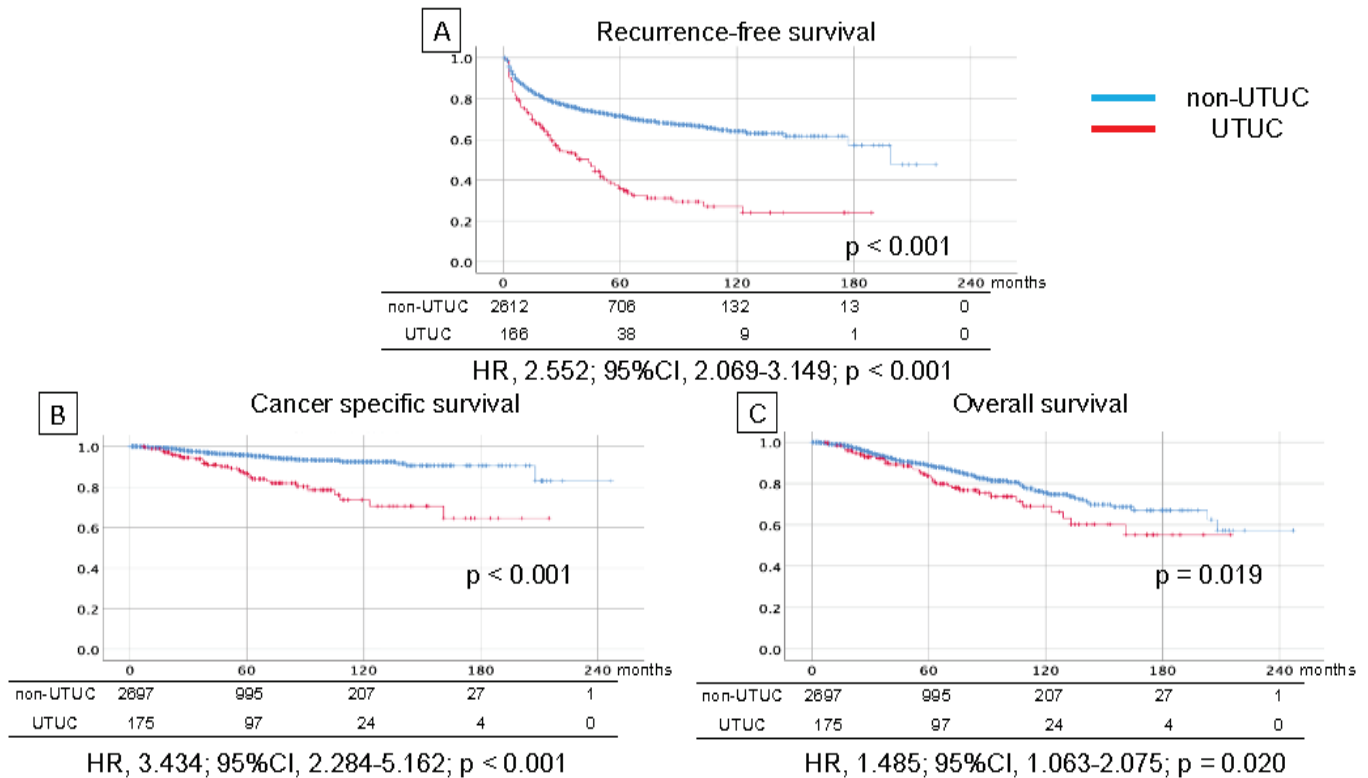 A
Recurrence-free survival
non-UTUC
UTUC
1.0
0.8
0.6
0.4
0.2
0.0
p < 0.001
0 60 120 180 240 months
non-UTUC 2612 706 132 13 0
UTUC 166 38 9 1 0
HR, 2.552; 95%CI, 2.069-3.149; p < 0.001
B
Cancer specific survival
1.0
0.8
0.6
0.4
0.2
0.0
p < 0.001
0 60 120 180 240 months
non-UTUC 2697 995 207 27 1
UTUC 175 97 24 4 0
HR, 3.434; 95%CI, 2.284-5.162; p < 0.001
C
Overall survival
1.0
0.8
0.6
0.4
0.2
0.0
p = 0.019
0 60 120 180 240 months
non-UTUC 2697 995 207 27 1
UTUC 175 97 24 4 0
HR, 1.485; 95%CI, 1.063-2.075; p = 0.020